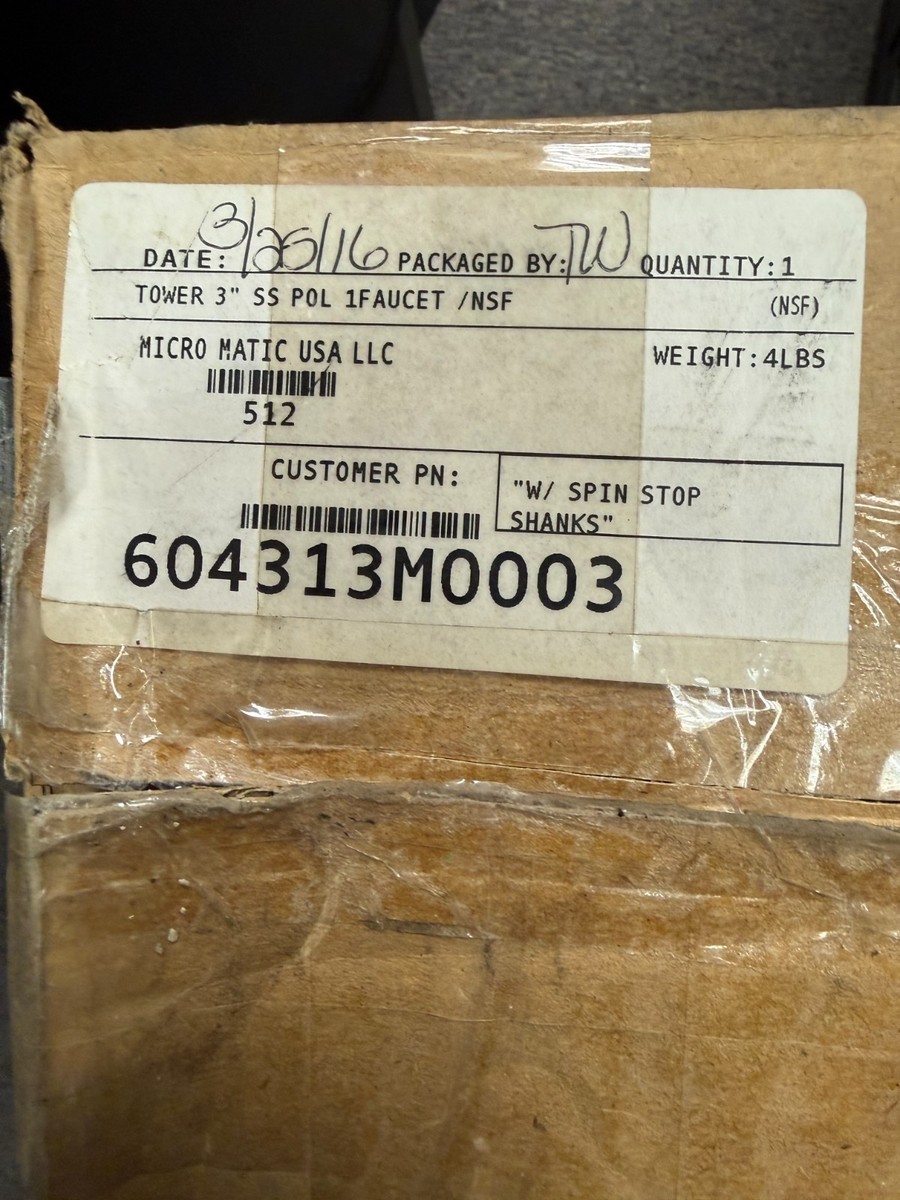 DATE: 3/25/16 PACKAGED BY: TW QUANTITY: 1
TOWER 3" SS POL 1FAUCET /NSF (NSF)
MICRO MATIC USA LLC WEIGHT: 4LBS
512
CUSTOMER PN:
"W/ SPIN STOP
SHANKS"
604313M0003